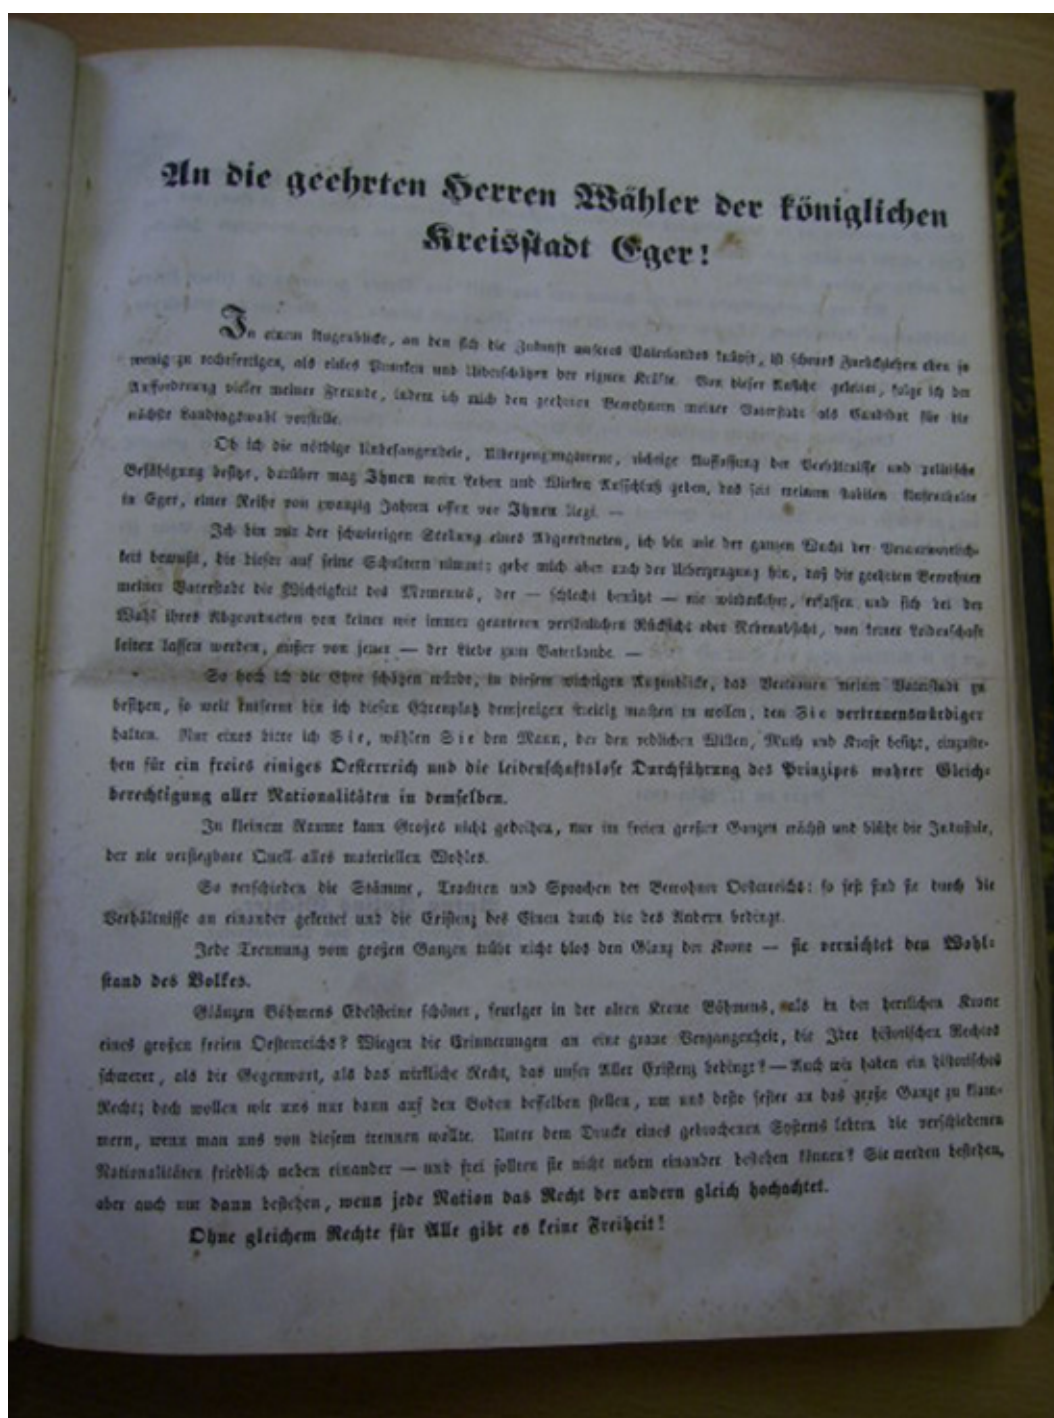 An die geehrten Herren Wähler der königlichen
Kreisstadt Eger!
In einem Augenblicke, an den sich die Zukunft unseres Vaterlandes knüpft, ist scheues Zurückziehen eben so
wenig zu rechtfertigen, als eitles Prunken und Ueberschätzen der eignen Kräfte. Von dieser Ansicht geleitet, folge ich der
Aufforderung vieler meiner Freunde, indem ich mich den geehrten Bewohnern meiner Vaterstadt als Candidat für die
nächste Landtagswahl vorstelle.
Ob ich die nöthige Unbefangenheit, Ueberzeugungstreue, richtige Auffassung der Verhältnisse und politische
Befähigung besitze, darüber mag Ihnen mein Leben und Wirken Aufschluß geben, das seit meinem stabilen Aufenthalte
in Eger, einer Reihe von zwanzig Jahren offen vor Ihnen liegt. —
Ich bin mir der schwierigen Stellung eines Abgeordneten, ich bin mir der ganzen Wucht der Verantwortlich-
keit bewußt, die dieser auf seine Schultern nimmt; gebe mich aber auch der Ueberzeugung hin, daß die geehrten Bewohner
meiner Vaterstadt die Wichtigkeit des Momentes, der — schlecht benützt — nie wiederkehrt, erfassen und sich bei der
Wahl ihres Abgeordneten von keiner wie immer gearteten persönlichen Rücksicht oder Nebenabsicht, von keiner Leidenschaft
leiten lassen werden, außer von jener — der Liebe zum Vaterlande. —
So hoch ich die Ehre schätzen würde, in diesem wichtigen Augenblicke, das Vertrauen meiner Vaterstadt zu
besitzen, so weit entfernt bin ich diesen Ehrenplatz demjenigen streitig machen zu wollen, den Sie vertrauenswürdiger
halten. Nur eines bitte ich Sie, wählen Sie den Mann, der den redlichen Willen, Muth und Kraft besitzt, einzuste-
hen für ein freies einiges Oesterreich und die leidenschaftslose Durchführung des Prinzipes wahrer Gleich-
berechtigung aller Nationalitäten in demselben.
In kleinem Raume kann Großes nicht gedeihen, nur im freien großen Ganzen wächst und blüht die Industrie,
der nie versiegbare Quell alles materiellen Wohles.
So verschieden die Stämme, Trachten und Sprachen der Bewohner Oesterreichs: so fest sind sie durch die
Verhältnisse an einander gekettet und die Existenz des Einen durch die des Andern bedingt.
Jede Trennung vom großen Ganzen trübt nicht blos den Glanz der Krone — sie vernichtet den Wohl-
stand des Volkes.
Glänzen Böhmens Edelsteine schöner, feuriger in der alten Krone Böhmens, als in der herrlichen Krone
eines großen freien Oesterreichs? Wiegen die Erinnerungen an eine graue Vergangenheit, die Idee historischen Rechtes
schwerer, als die Gegenwart, als das wirkliche Recht, das unser Aller Existenz bedingt? — Auch wir haben ein historisches
Recht; doch wollen wir uns nur dann auf den Boden desselben stellen, um uns desto fester an das große Ganze zu klam-
mern, wenn man uns von diesem trennen wollte. Unter dem Drucke eines gebrochenen Systems lebten die verschiedenen
Nationalitäten friedlich neben einander — und frei sollten sie nicht neben einander bestehen können? Sie werden bestehen,
aber auch nur dann bestehen, wenn jede Nation das Recht der andern gleich hochachtet.
Ohne gleichem Rechte für Alle gibt es keine Freiheit!